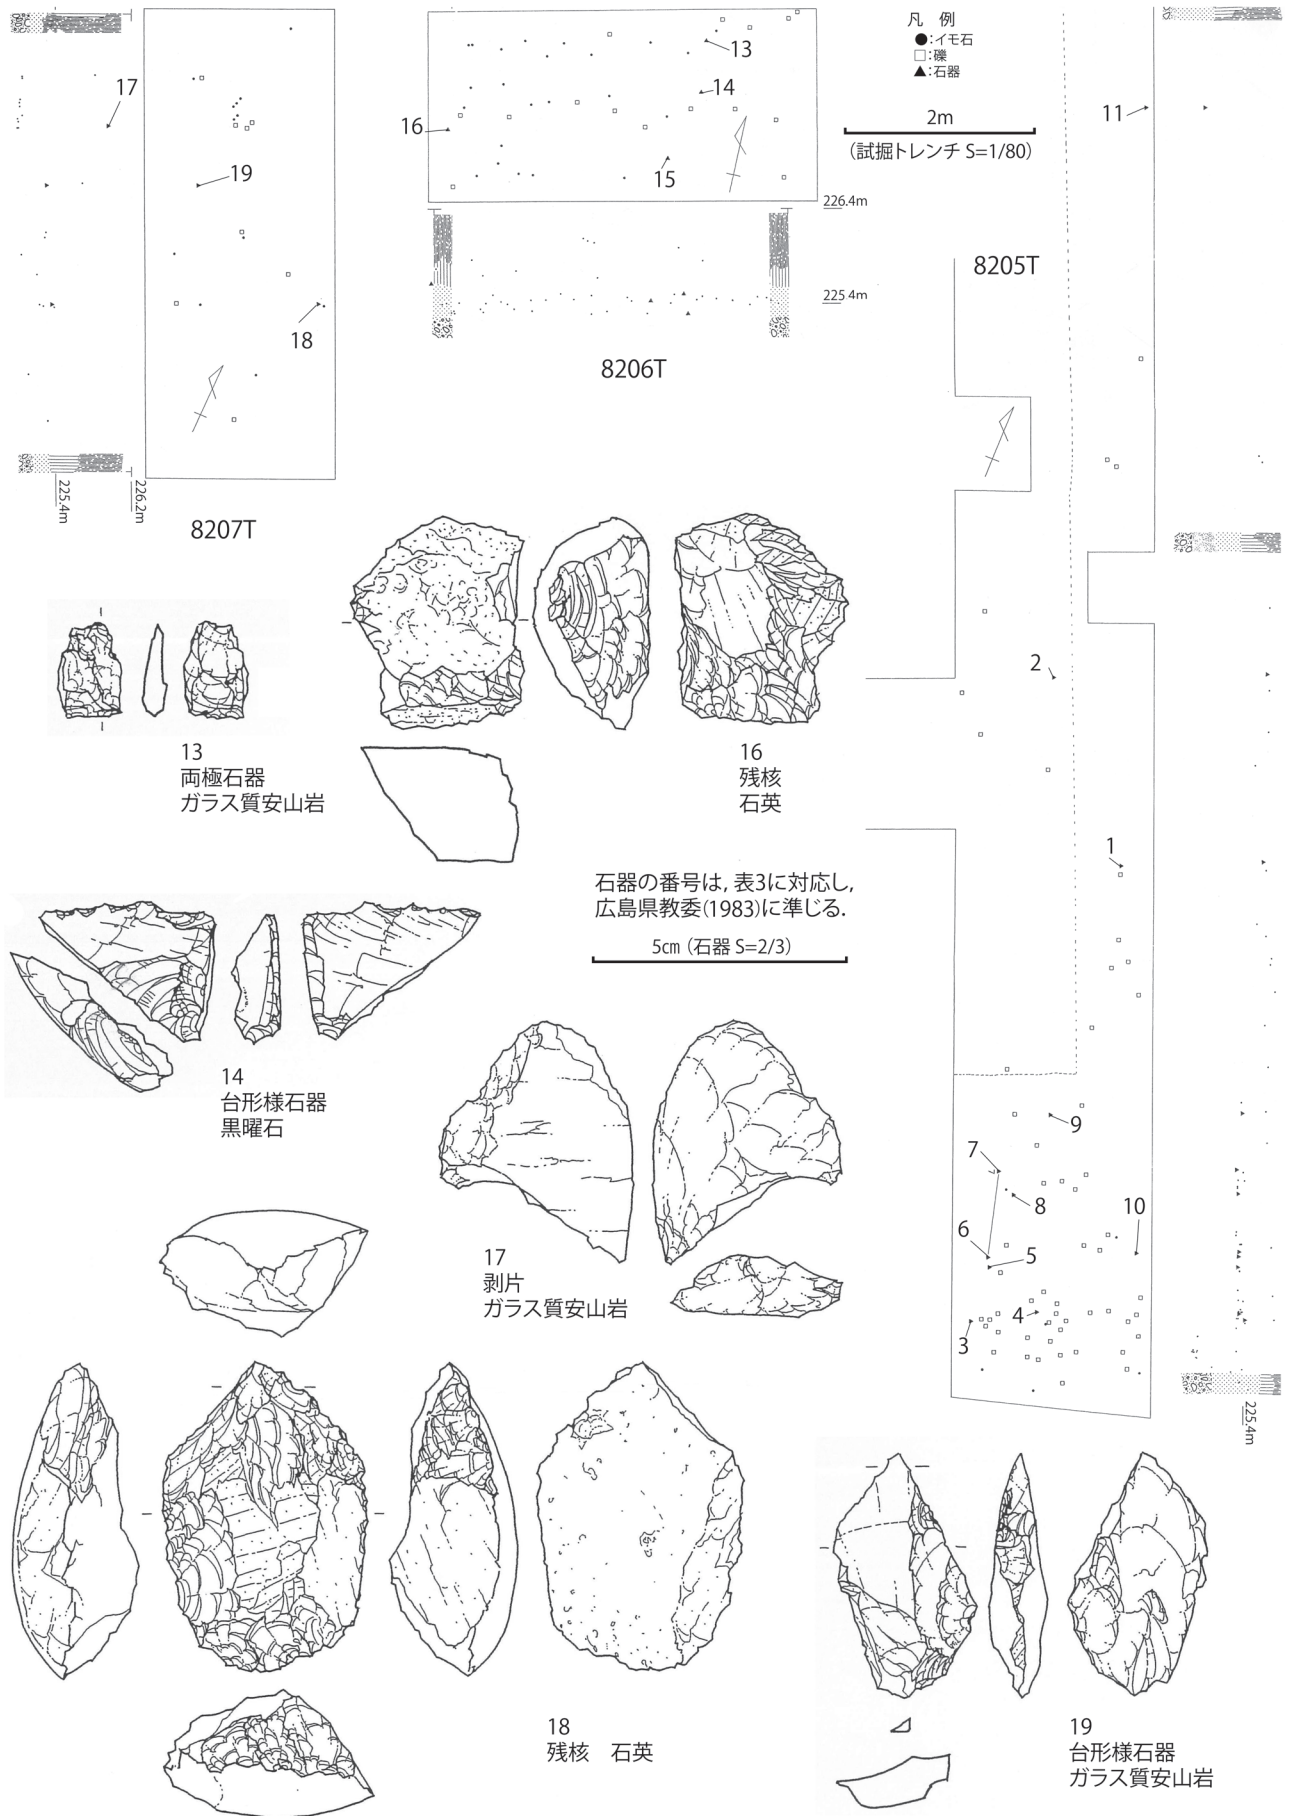 凡 例
●:イモ石
□:礫
▲:石器
2m
(試掘トレンチ S=1/80)
17
19
18
225.4m
226.2m
8207T
13
14
16
15
226.4m
225.4m
8206T
8205T
11
2
1
9
7
8
10
6
5
4
3
225.4m
13
両極石器
ガラス質安山岩
16
残核
石英
石器の番号は, 表3に対応し,
広島県教委(1983)に準じる.
5㎝ (石器 S=2/3)
14
台形様石器
黒曜石
17
剥片
ガラス質安山岩
18
残核 石英
19
台形様石器
ガラス質安山岩